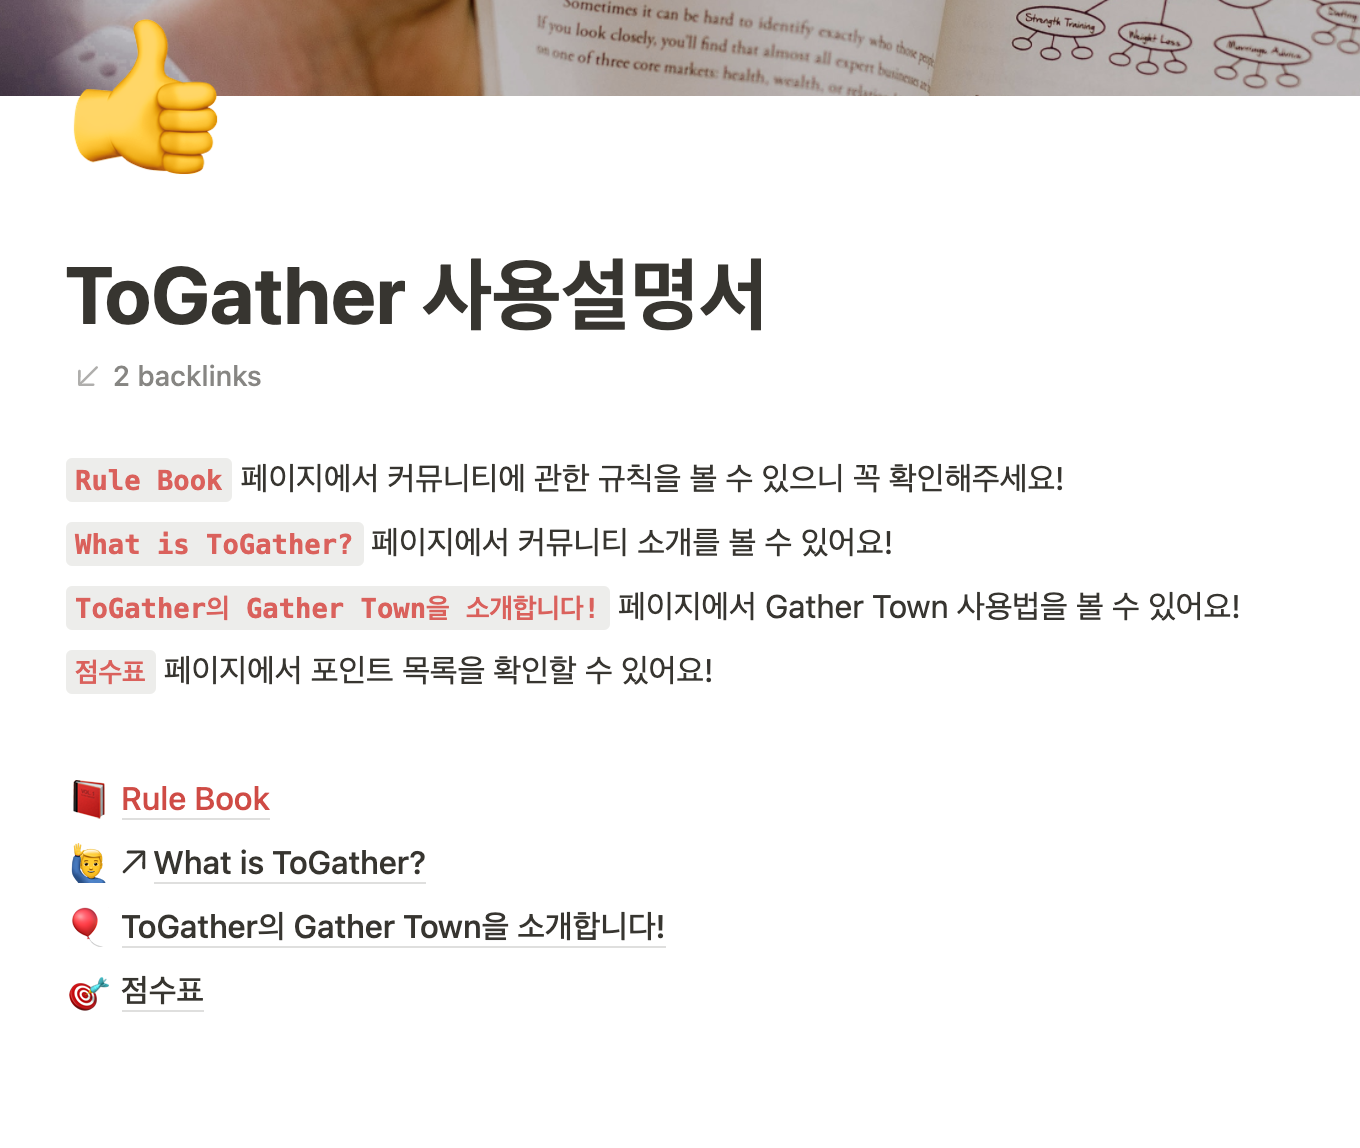 Sometimes it can be hard to identify exactly who those
If you look closely, you'll find that almost all expert
on one of three core markets: health, wealth, or
Strength Training
Weight Loss
Marriage Advice
Dating
ToGather 사용설명서
2 backlinks
Rule Book 페이지에서 커뮤니티에 관한 규칙을 볼 수 있으니 꼭 확인해주세요!
What is ToGather? 페이지에서 커뮤니티 소개를 볼 수 있어요!
ToGather의 Gather Town을 소개합니다! 페이지에서 Gather Town 사용법을 볼 수 있어요!
점수표 페이지에서 포인트 목록을 확인할 수 있어요!
Rule Book
What is ToGather?
ToGather의 Gather Town을 소개합니다!
점수표